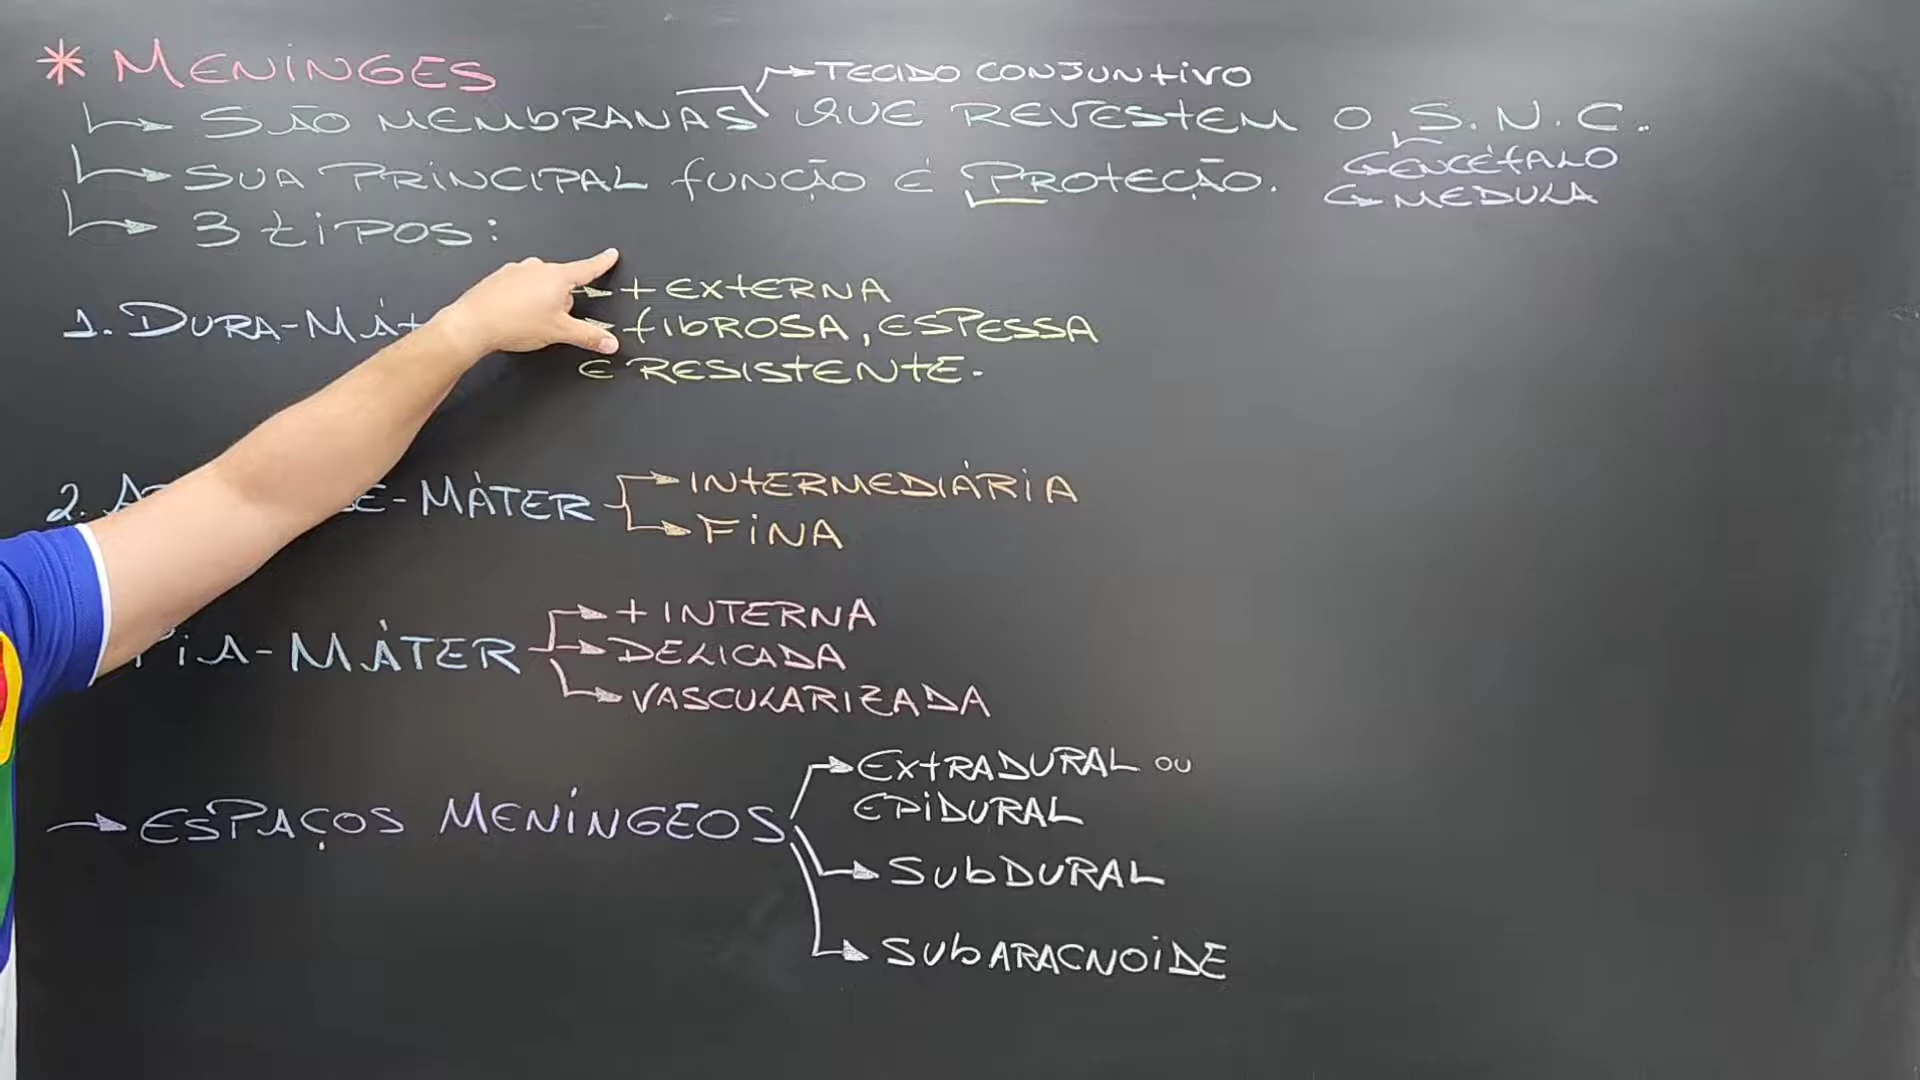 * MENINGES
TECIDO CONJUNTIVO
SÃO MEMBRANAS QUE REVESTEM O S.N.C.
ENCÉFALO
SUA PRINCIPAL FUNÇÃO É PROTEÇÃO.
MEDULA
3 TIPOS:
+ EXTERNA
1. DURA-MÁT
FIBROSA, ESPESSA
E RESISTENTE.
INTERMEDIÁRIA
2. E-MÁTER
FINA
+ INTERNA
PIA-MÁTER
DELICADA
VASCULARIZADA
EXTRADURAL OU
EPIDURAL
ESPAÇOS MENÍNGEOS
SUBDURAL
SUBARACNOIDE